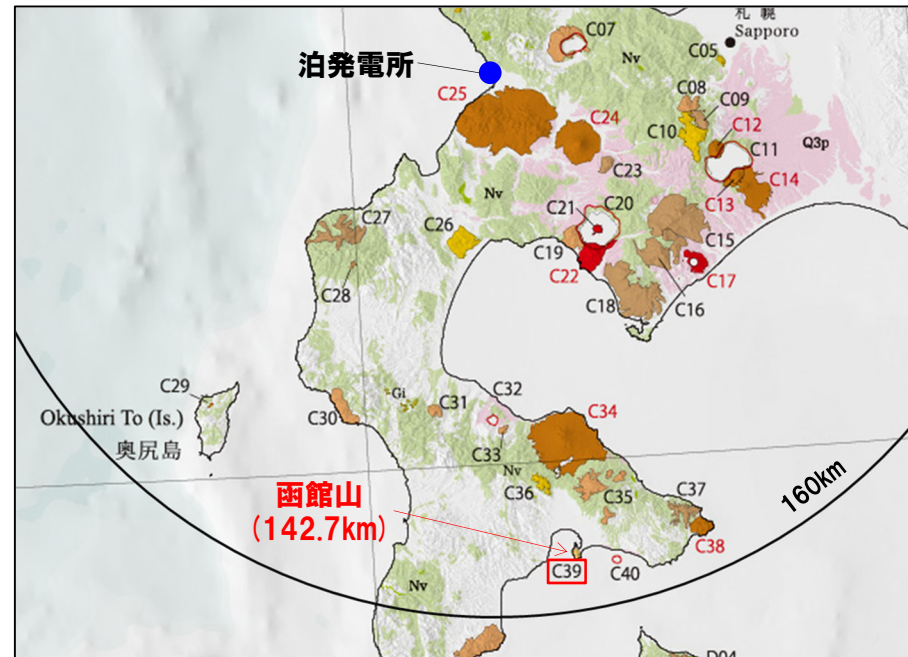 札幌
Sapporo
C07
Nv
C05
泊発電所
C25
C24
C08
C09
C10
C12
C11
Q3p
C23
C13
C14
Nv
C27
C26
C21
C20
C19
C15
C22
C17
C28
C18
C16
C29
Okushiri To (Is.)
奥尻島
C30
Gi
C31
C32
C34
C33
Nv
C36
C35
C37
160km
函館山
(142.7km)
C38
C39
C40
Nv
D04